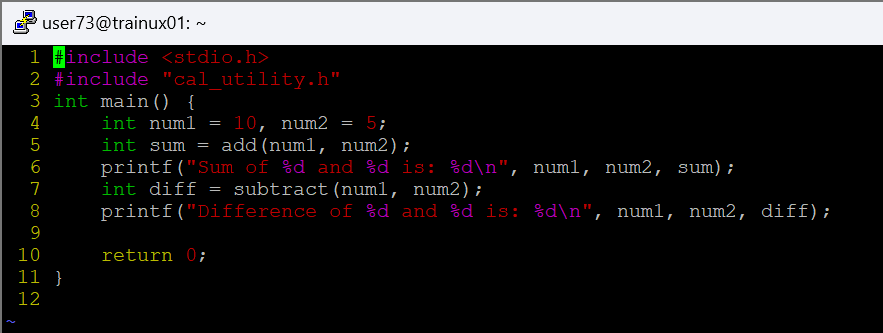 user73@trainux01: ~
1 #include <stdio.h>
2 #include "cal_utility.h"
3 int main() {
4     int num1 = 10, num2 = 5;
5     int sum = add(num1, num2);
6     printf("Sum of %d and %d is: %d\n", num1, num2, sum);
7     int diff = subtract(num1, num2);
8     printf("Difference of %d and %d is: %d\n", num1, num2, diff);
9
10     return 0;
11 }
12
~